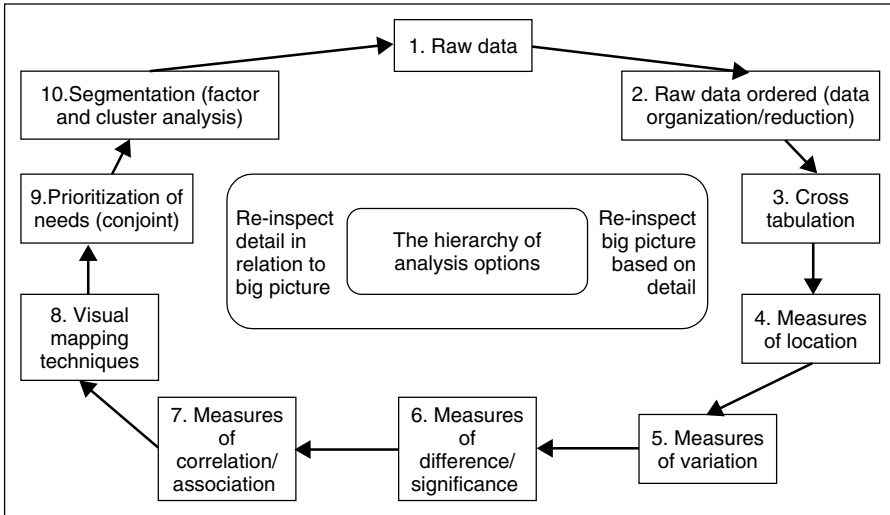 1. Raw data
2. Raw data ordered (data
organization/reduction)
3. Cross
tabulation
4. Measures
of location
5. Measures
of variation
6. Measures
of
difference/
significance
7. Measures
of
correlation/
association
8. Visual
mapping
techniques
9.Prioritization of
needs (conjoint)
10.Segmentation (factor
and cluster analysis)
Re-inspect
detail in
relation to
big picture
The hierarchy of
analysis options
Re-inspect
big picture
based on
detail